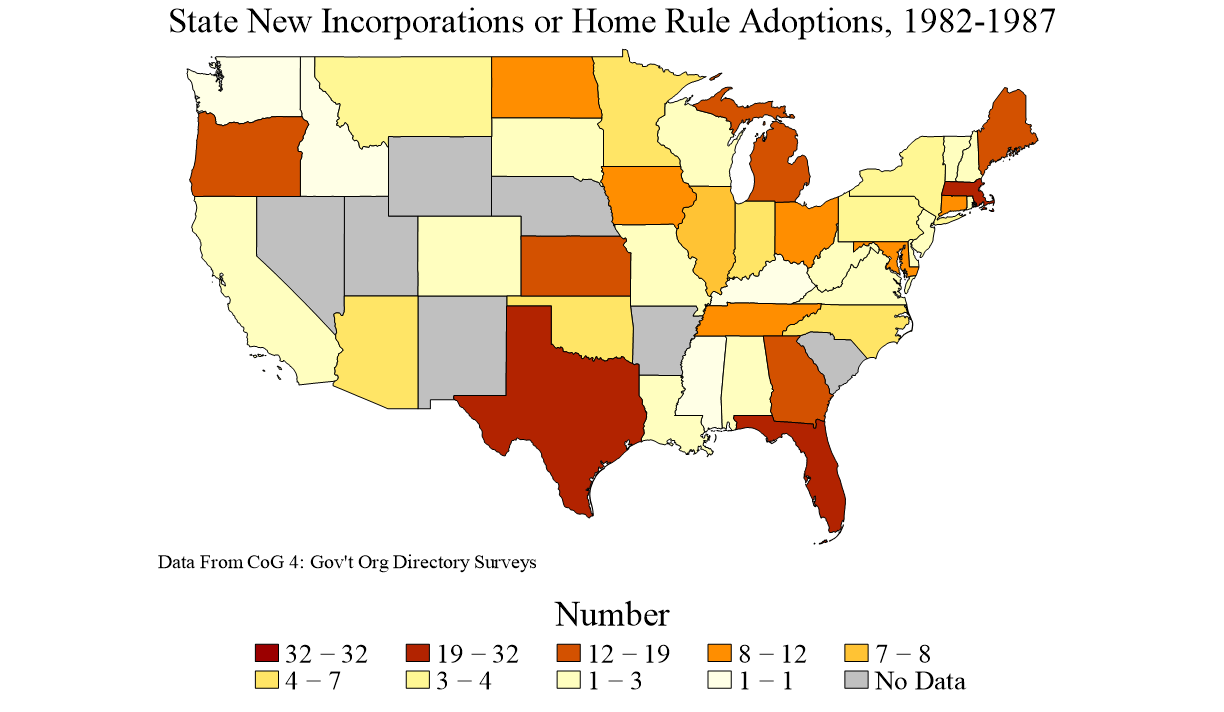 State New Incorporations or Home Rule Adoptions, 1982-1987
Data From CoG 4: Gov't Org Directory Surveys
Number
32 − 32 19 − 32 12 − 19 8 − 12 7 − 8
4 − 7 3 − 4 1 − 3 1 − 1 No Data